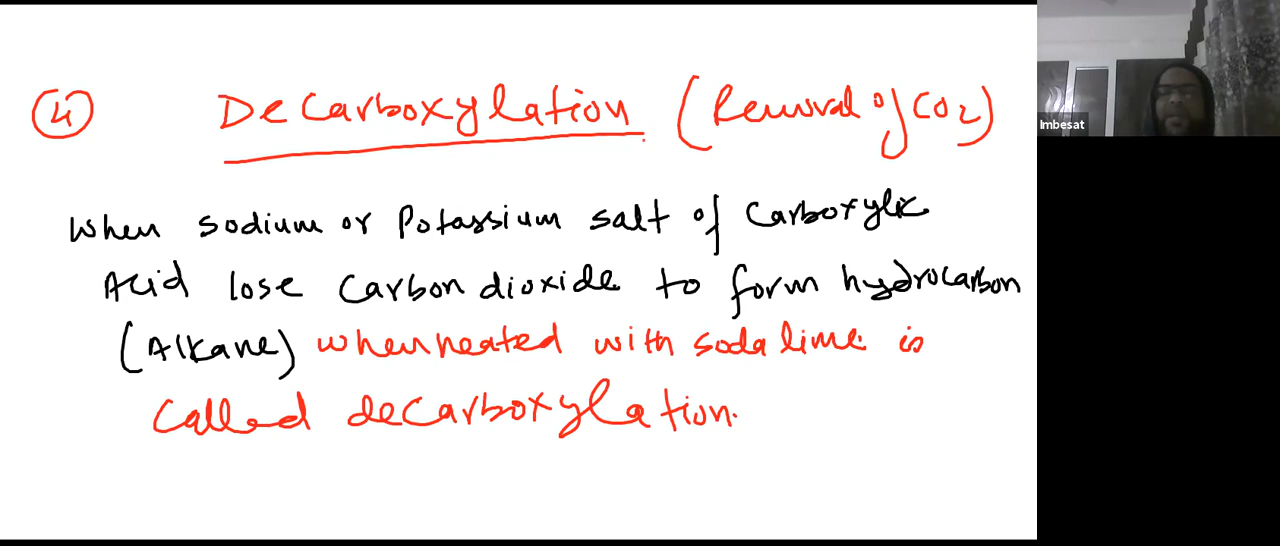 4 Decarboxylation (Removal of CO2)
Imbesat
When sodium or Potassium salt of Carboxylic
Acid lose Carbon dioxide to form hydrocarbon
(Alkane) when heated with soda lime is
called decarboxylation.